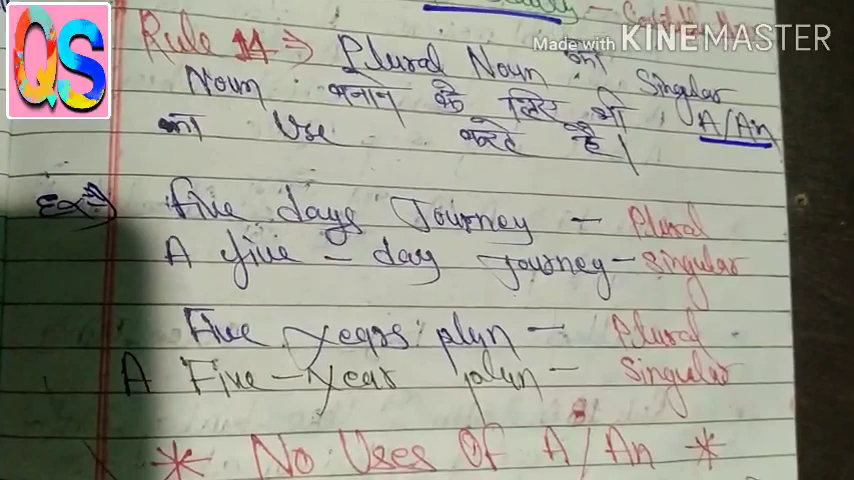 QS
Made with KINEMASTER
Rule 14 ⇒ Plural Noun का Singular
Noun बनाने के लिए भी A/An
का Use करते है।
Ex:-⇒ Five days Journey - Plural
A five - day Journey - singular
Five years plan - Plural
A Five - Year plan - Singular
* No Uses Of A/An *